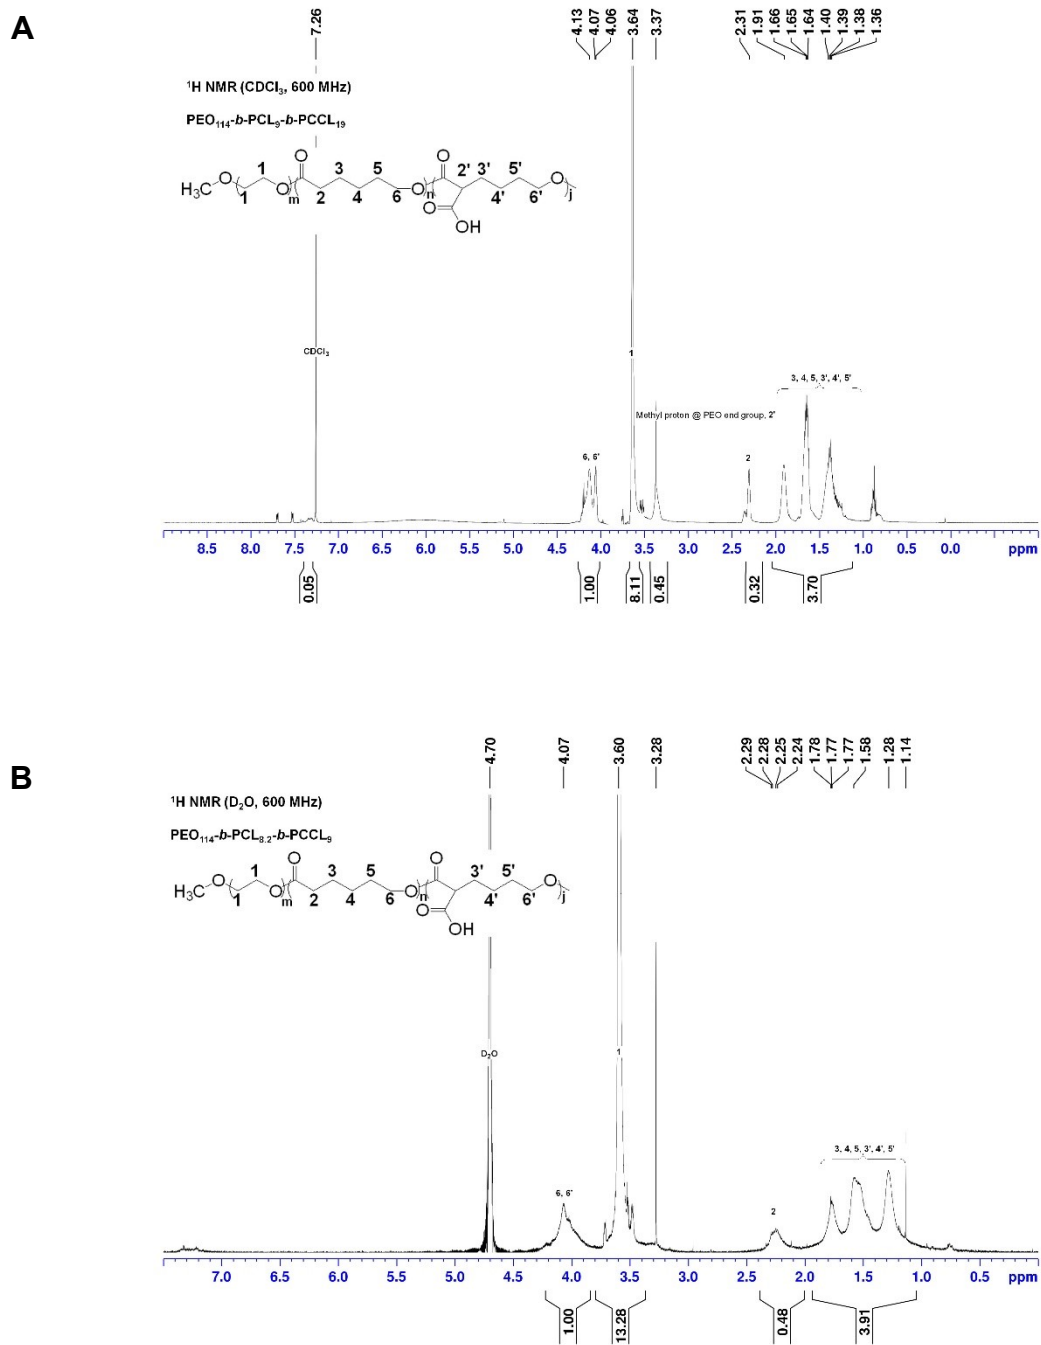 A
7.26
4.13
4.07
4.06
3.64
3.37
2.31
1.91
1.66
1.65
1.64
1.40
1.39
1.38
1.36
¹H NMR (CDCl₃, 600 MHz)
PEO₁₁₄-b-PCL₉-b-PCCL₁₉
O 1 3 5 O 2' 3' 5'
H₃C O 1 O m 2 4 6 O n O 4' 6' O j
OH
CDCl₃
1
3, 4, 5, 3', 4', 5'
Methyl proton @ PEO end group, 2'
6, 6'
2
8.5 8.0 7.5 7.0 6.5 6.0 5.5 5.0 4.5 4.0 3.5 3.0 2.5 2.0 1.5 1.0 0.5 0.0 ppm
0.05
1.00
8.11
0.45
0.32
3.70
B
4.70
4.07
3.60
3.28
2.29
2.28
2.25
2.24
1.78
1.77
1.77
1.58
1.28
1.14
¹H NMR (D₂O, 600 MHz)
PEO₁₁₄-b-PCL₈.₂-b-PCCL₉
O 1 3 5 O 3' 5'
H₃C O 1 O m 2 4 6 O n O 4' 6' O j
OH
D₂O
1
3, 4, 5, 3', 4', 5'
6, 6'
2
7.0 6.5 6.0 5.5 5.0 4.5 4.0 3.5 3.0 2.5 2.0 1.5 1.0 0.5 ppm
1.00
13.28
0.48
3.91